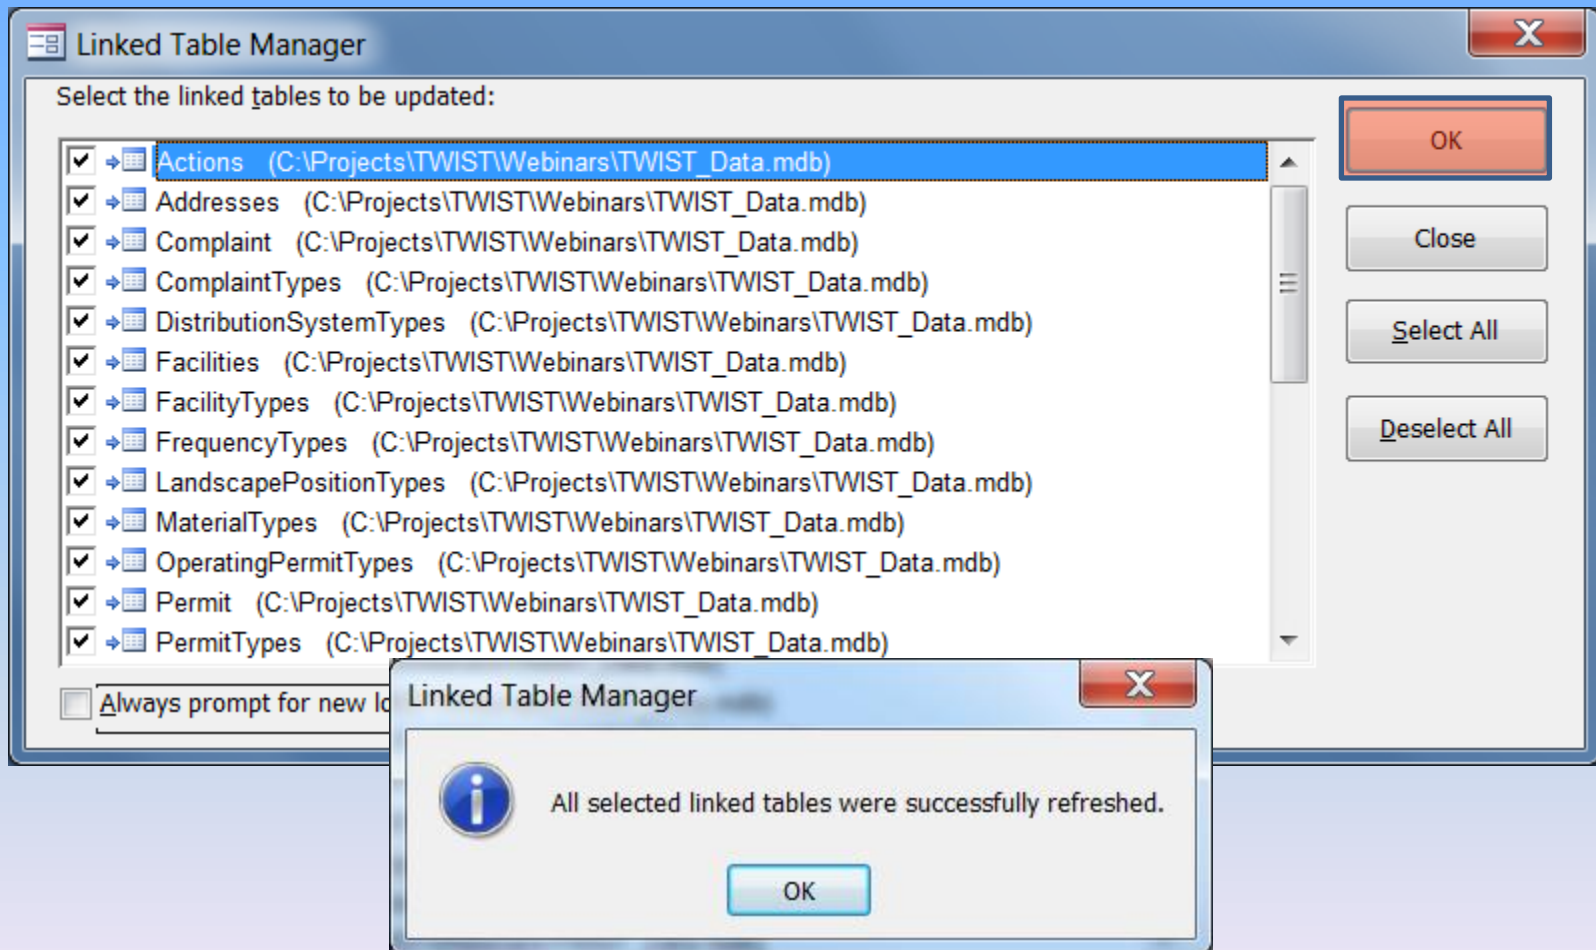 Linked Table Manager
Select the linked tables to be updated:
Actions (C:\Projects\TWIST\Webinars\TWIST_Data.mdb)
Addresses (C:\Projects\TWIST\Webinars\TWIST_Data.mdb)
Complaint (C:\Projects\TWIST\Webinars\TWIST_Data.mdb)
ComplaintTypes (C:\Projects\TWIST\Webinars\TWIST_Data.mdb)
DistributionSystemTypes (C:\Projects\TWIST\Webinars\TWIST_Data.mdb)
Facilities (C:\Projects\TWIST\Webinars\TWIST_Data.mdb)
FacilityTypes (C:\Projects\TWIST\Webinars\TWIST_Data.mdb)
FrequencyTypes (C:\Projects\TWIST\Webinars\TWIST_Data.mdb)
LandscapePositionTypes (C:\Projects\TWIST\Webinars\TWIST_Data.mdb)
MaterialTypes (C:\Projects\TWIST\Webinars\TWIST_Data.mdb)
OperatingPermitTypes (C:\Projects\TWIST\Webinars\TWIST_Data.mdb)
Permit (C:\Projects\TWIST\Webinars\TWIST_Data.mdb)
PermitTypes (C:\Projects\TWIST\Webinars\TWIST_Data.mdb)
OK
Close
Select All
Deselect All
Always prompt for new
Linked Table Manager
All selected linked tables were successfully refreshed.
OK